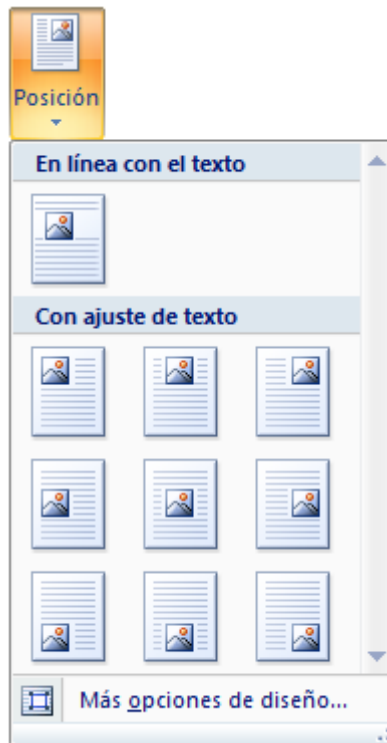 Posición
En línea con el texto
Con ajuste de texto
Más opciones de diseño...